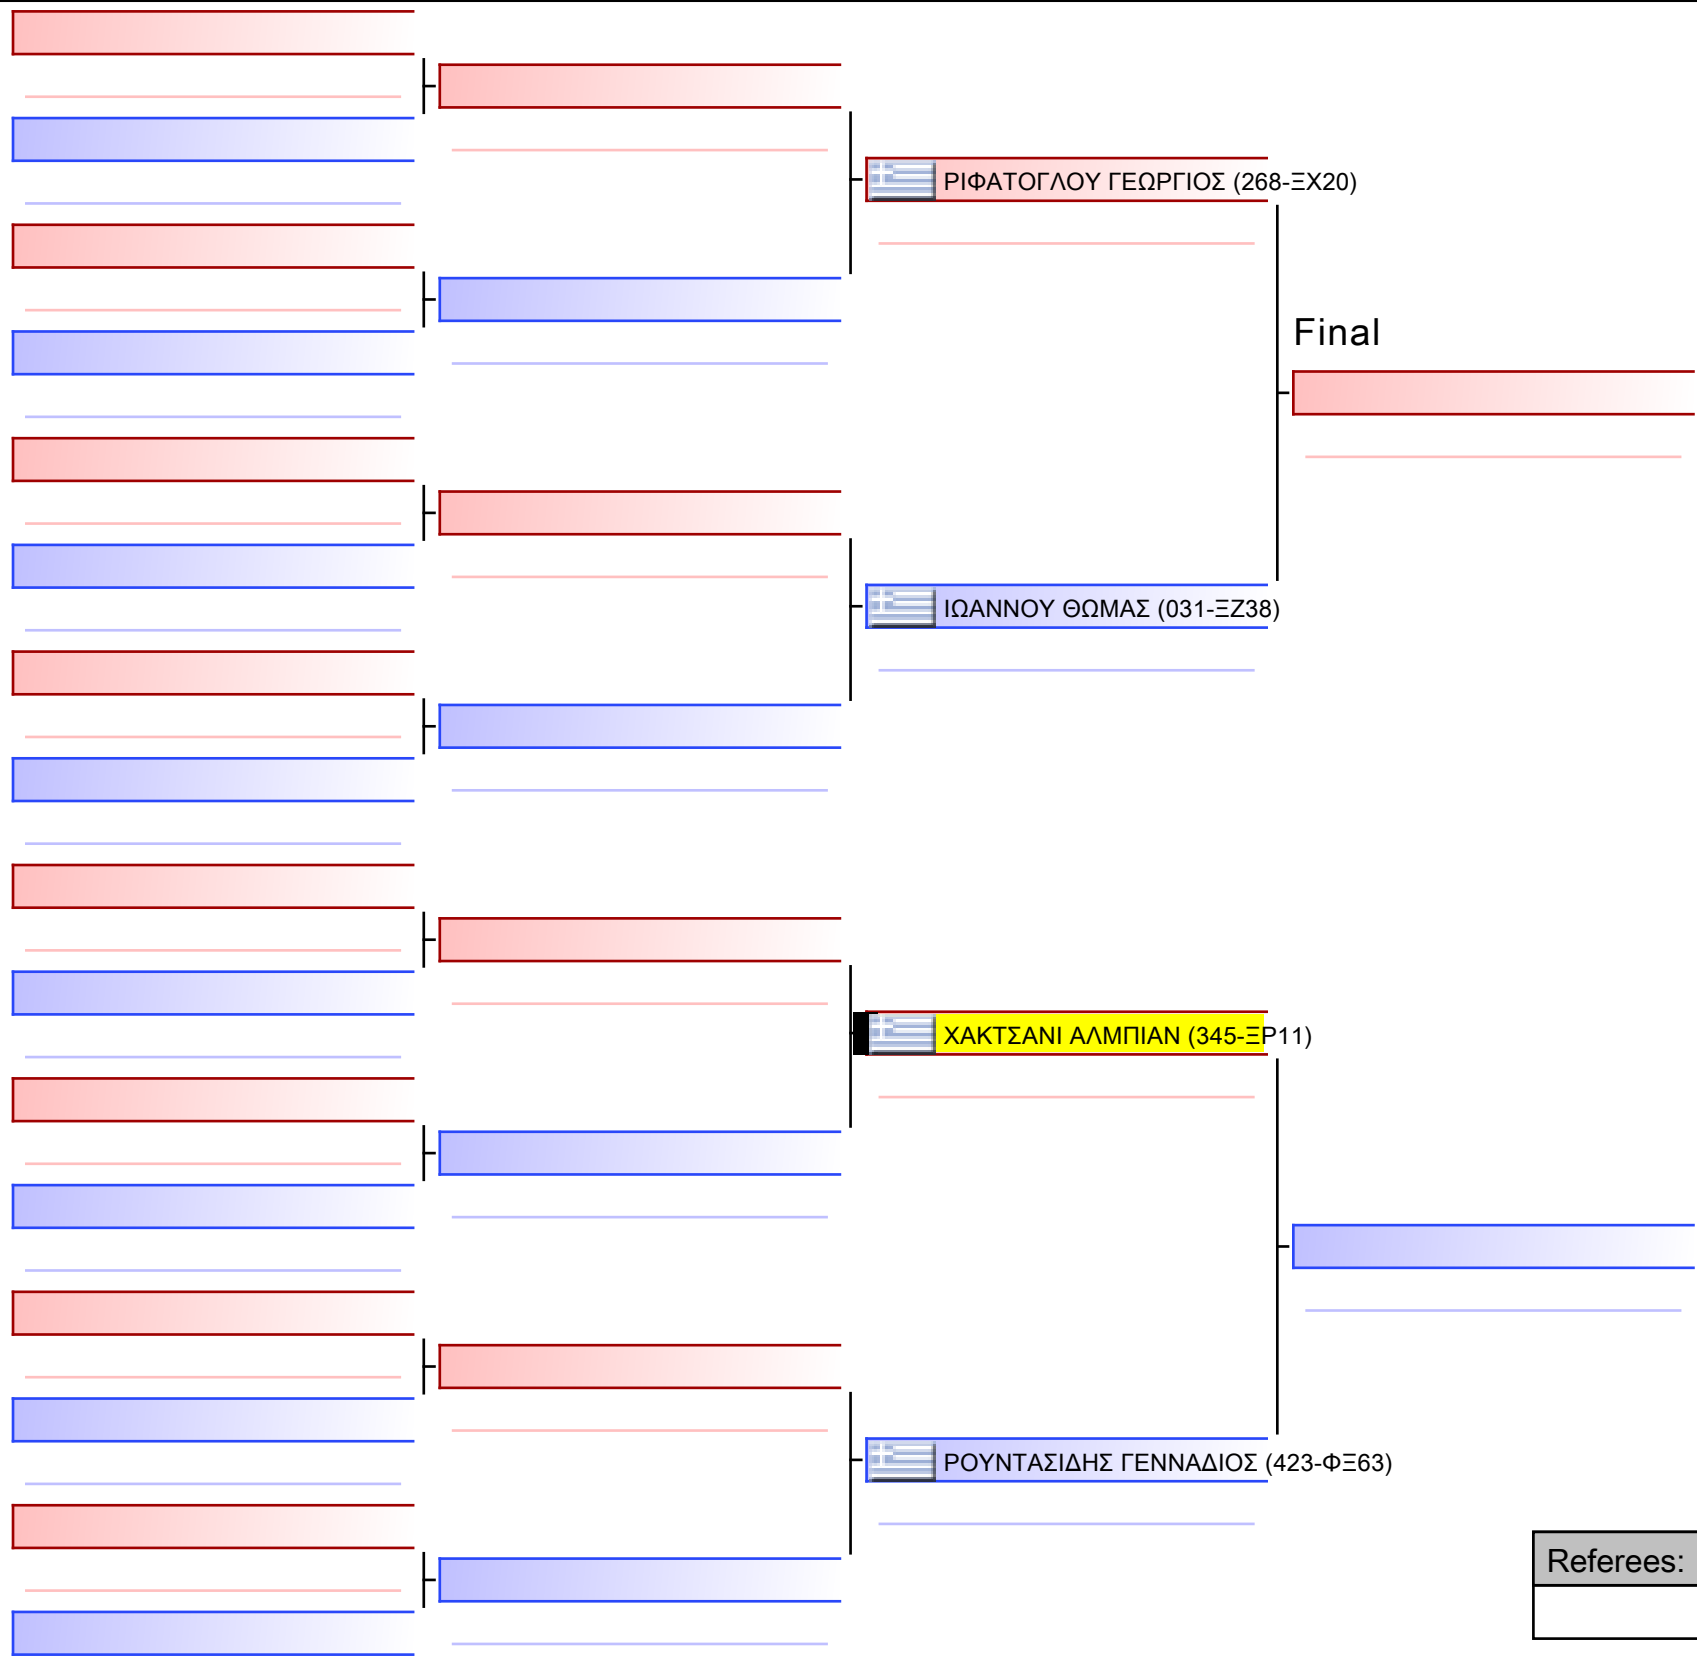 ΡΙΦΑΤΟΓΛΟΥ ΓΕΩΡΓΙΟΣ (268-ΞΧ20)
Final
ΙΩΑΝΝΟΥ ΘΩΜΑΣ (031-ΞΖ38)
ΧΑΚΤΣΑΝΙ ΑΛΜΠΙΑΝ (345-ΞΡ11)
ΡΟΥΝΤΑΣΙΔΗΣ ΓΕΝΝΑΔΙΟΣ (423-ΦΞ63)
Referees: